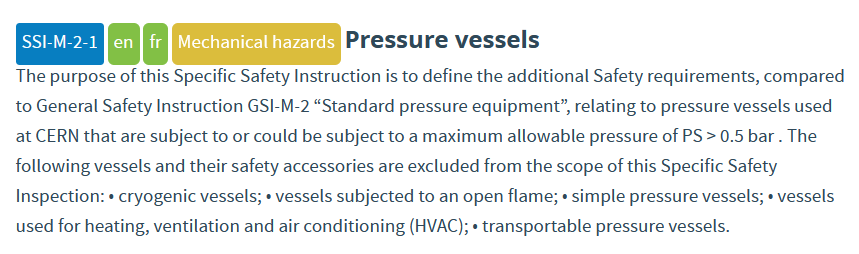 SSI-M-2-1 en fr Mechanical hazards Pressure vessels
The purpose of this Specific Safety Instruction is to define the additional Safety requirements, compared
to General Safety Instruction GSI-M-2 “Standard pressure equipment”, relating to pressure vessels used
at CERN that are subject to or could be subject to a maximum allowable pressure of PS > 0.5 bar . The
following vessels and their safety accessories are excluded from the scope of this Specific Safety
Inspection: • cryogenic vessels; • vessels subjected to an open flame; • simple pressure vessels; • vessels
used for heating, ventilation and air conditioning (HVAC); • transportable pressure vessels.